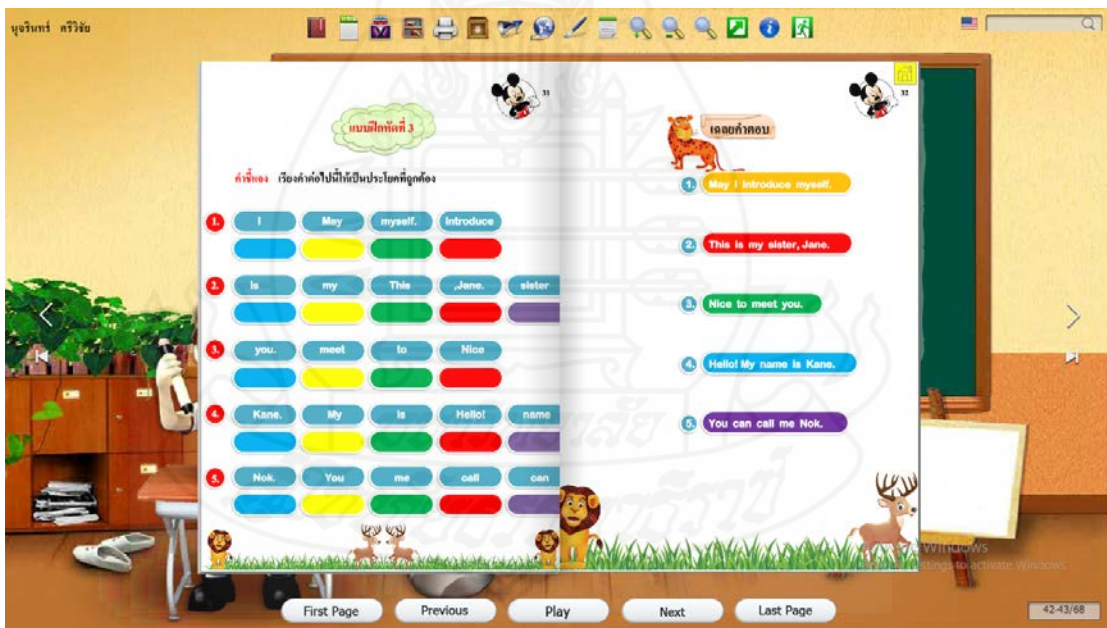 นุจรินทร์ ศรีวิชัย
31
แบบฝึกหัดที่ 3
คำชี้แจง เรียงคำต่อไปนี้ให้เป็นประโยคที่ถูกต้อง
1. I May myself. Introduce
2. is my This ,Jane. sister
3. you. meet to Nice
4. Kane. My is Hello! name
5. Nok. You me call can
32
เฉลยคำตอบ
1. May I introduce myself.
2. This is my sister, Jane.
3. Nice to meet you.
4. Hello! My name is Kane.
5. You can call me Nok.
Windows
ttings to activate Windows.
First Page Previous Play Next Last Page
42-43/68